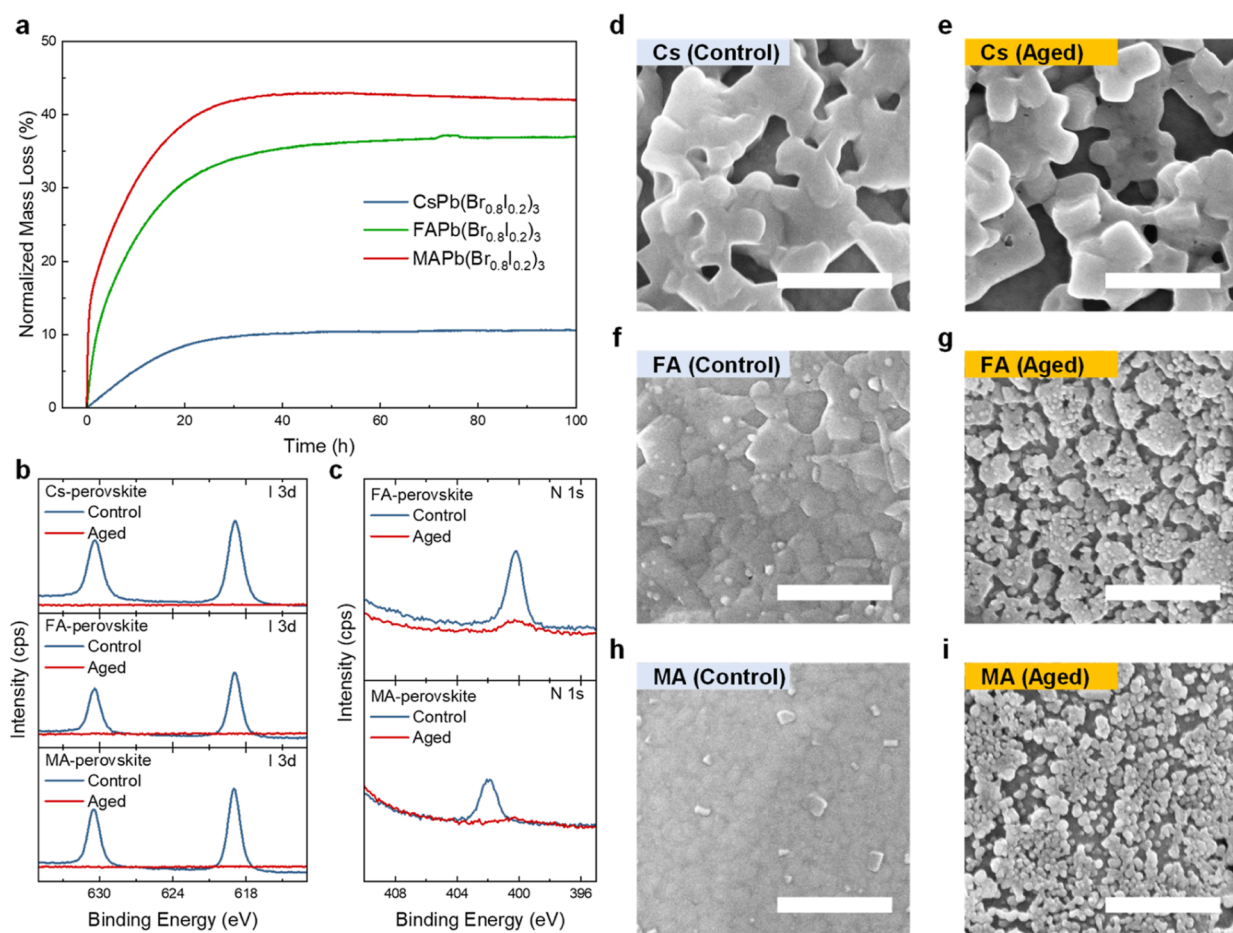 a
50
40
30
20
10
0
Normalized Mass Loss (%)
CsPb(Br0.8I0.2)3
FAPb(Br0.8I0.2)3
MAPb(Br0.8I0.2)3
0 20 40 60 80 100
Time (h)
b
Cs-perovskite I 3d
Control
Aged
FA-perovskite I 3d
Control
Aged
MA-perovskite I 3d
Control
Aged
Intensity (cps)
630 624 618
Binding Energy (eV)
c
FA-perovskite N 1s
Control
Aged
MA-perovskite N 1s
Control
Aged
Intensity (cps)
408 404 400 396
Binding Energy (eV)
d
Cs (Control)
e
Cs (Aged)
f
FA (Control)
g
FA (Aged)
h
MA (Control)
i
MA (Aged)